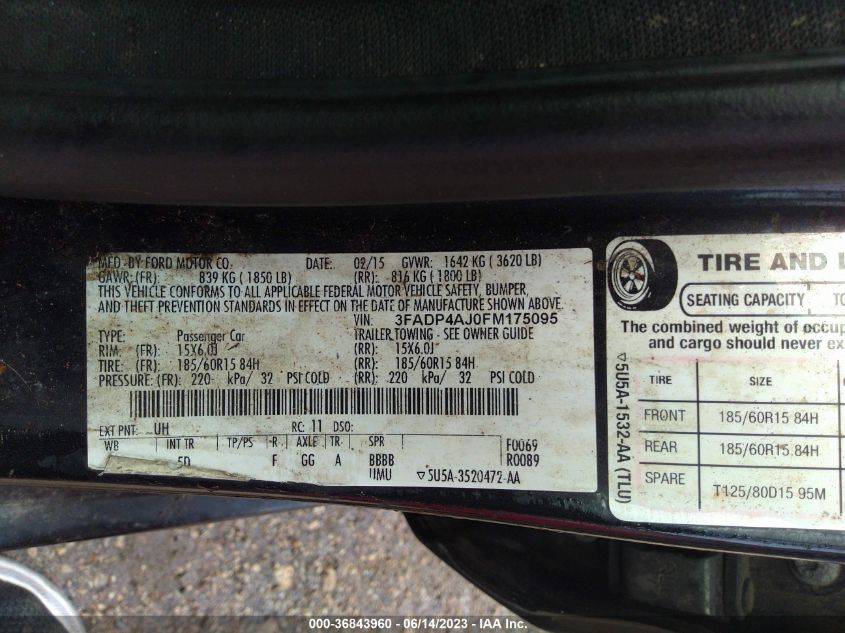 MFD. BY FORD MOTOR CO. DATE: 02/15 GVWR: 1642 KG ( 3620 LB)
GAWR: (FR): 839 KG ( 1850 LB) (RR): 816 KG ( 1800 LB)
THIS VEHICLE CONFORMS TO ALL APPLICABLE FEDERAL MOTOR VEHICLE SAFETY, BUMPER,
AND THEFT PREVENTION STANDARDS IN EFFECT ON THE DATE OF MANUFACTURE SHOWN ABOVE.
VIN: 3FADP4AJ0FM175095
TYPE: Passenger Car TRAILER TOWING - SEE OWNER GUIDE
RIM: (FR): 15X6.0J (RR): 15X6.0J
TIRE: (FR): 185/60R15 84H (RR): 185/60R15 84H
PRESSURE: (FR): 220 kPa/ 32 PSI COLD (RR): 220 kPa/ 32 PSI COLD
EXT PNT: UH RC: 11 DSO:
WB INT TR TP/PS R AXLE TR SPR F0069
5D F GG A BBBB R0089
UMU ▽5U5A-3520472-AA
TIRE AND L
SEATING CAPACITY TO
The combined weight of occup
and cargo should never ex
TIRE SIZE
FRONT 185/60R15 84H
REAR 185/60R15 84H
SPARE T125/80D15 95M
▽5U5A-1532-AA (TLU)
000-36843960 - 06/14/2023 - IAA Inc.